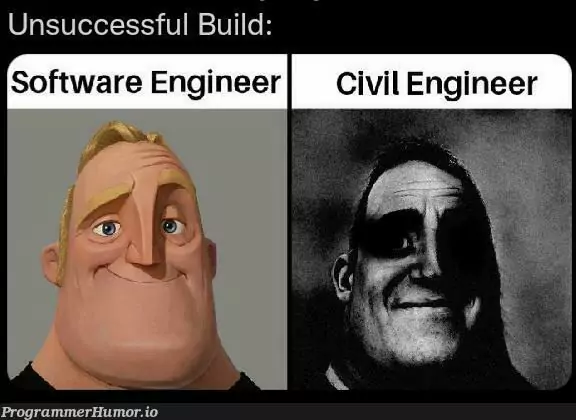 Unsuccessful Build:
Software Engineer
Civil Engineer
ProgrammerHumor.io